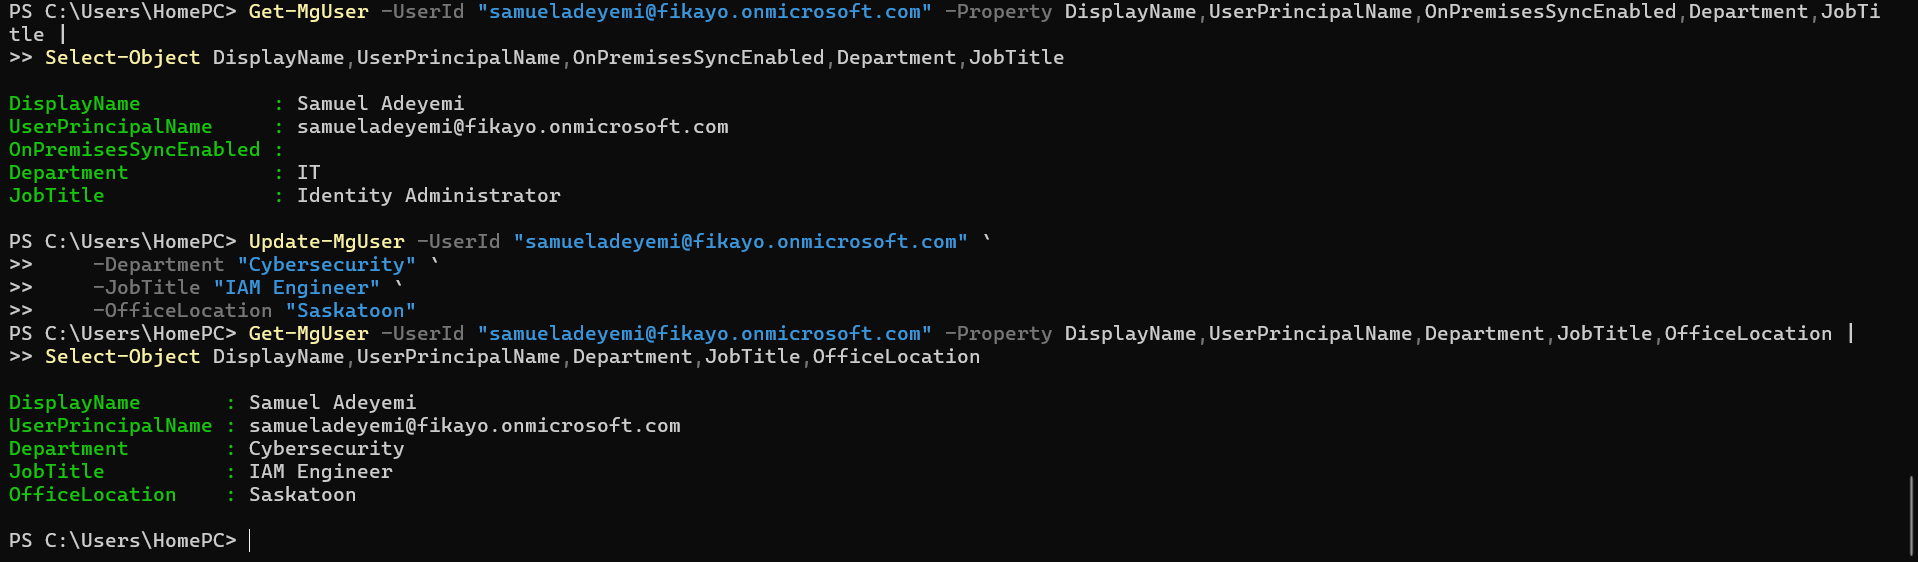 PS C:\Users\HomePC> Get-MgUser -UserId "samueladeyemi@fikayo.onmicrosoft.com" -Property DisplayName,UserPrincipalName,OnPremisesSyncEnabled,Department,JobTi
tle |
>> Select-Object DisplayName,UserPrincipalName,OnPremisesSyncEnabled,Department,JobTitle
DisplayName           : Samuel Adeyemi
UserPrincipalName     : samueladeyemi@fikayo.onmicrosoft.com
OnPremisesSyncEnabled :
Department            : IT
JobTitle              : Identity Administrator
PS C:\Users\HomePC> Update-MgUser -UserId "samueladeyemi@fikayo.onmicrosoft.com" `
>>     -Department "Cybersecurity" `
>>     -JobTitle "IAM Engineer" `
>>     -OfficeLocation "Saskatoon"
PS C:\Users\HomePC> Get-MgUser -UserId "samueladeyemi@fikayo.onmicrosoft.com" -Property DisplayName,UserPrincipalName,Department,JobTitle,OfficeLocation |
>> Select-Object DisplayName,UserPrincipalName,Department,JobTitle,OfficeLocation
DisplayName       : Samuel Adeyemi
UserPrincipalName : samueladeyemi@fikayo.onmicrosoft.com
Department        : Cybersecurity
JobTitle          : IAM Engineer
OfficeLocation    : Saskatoon
PS C:\Users\HomePC>